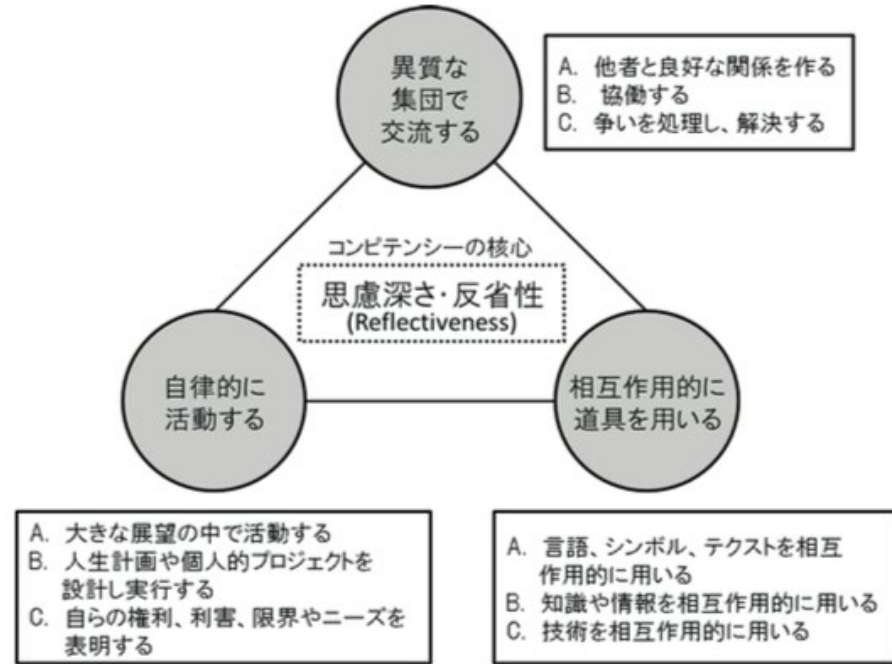 異質な
集団で
交流する
A. 他者と良好な関係を作る
B. 協働する
C. 争いを処理し、解決する
コンピテンシーの核心
思慮深さ・反省性
(Reflectiveness)
自律的に
活動する
相互作用的に
道具を用いる
A. 大きな展望の中で活動する
B. 人生計画や個人的プロジェクトを
設計し実行する
C. 自らの権利、利害、限界やニーズを
表明する
A. 言語、シンボル、テクストを相互
作用的に用いる
B. 知識や情報を相互作用的に用いる
C. 技術を相互作用的に用いる